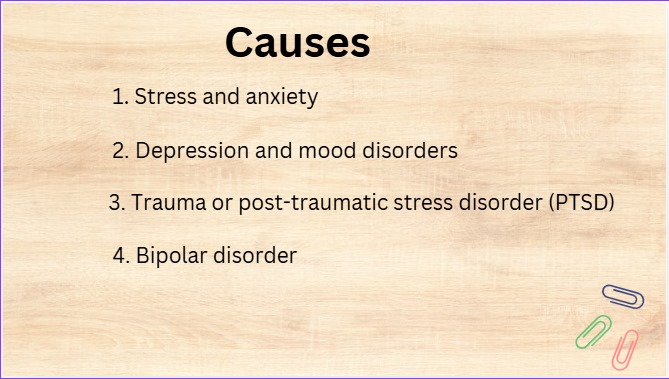 Causes
1. Stress and anxiety
2. Depression and mood disorders
3. Trauma or post-traumatic stress disorder (PTSD)
4. Bipolar disorder